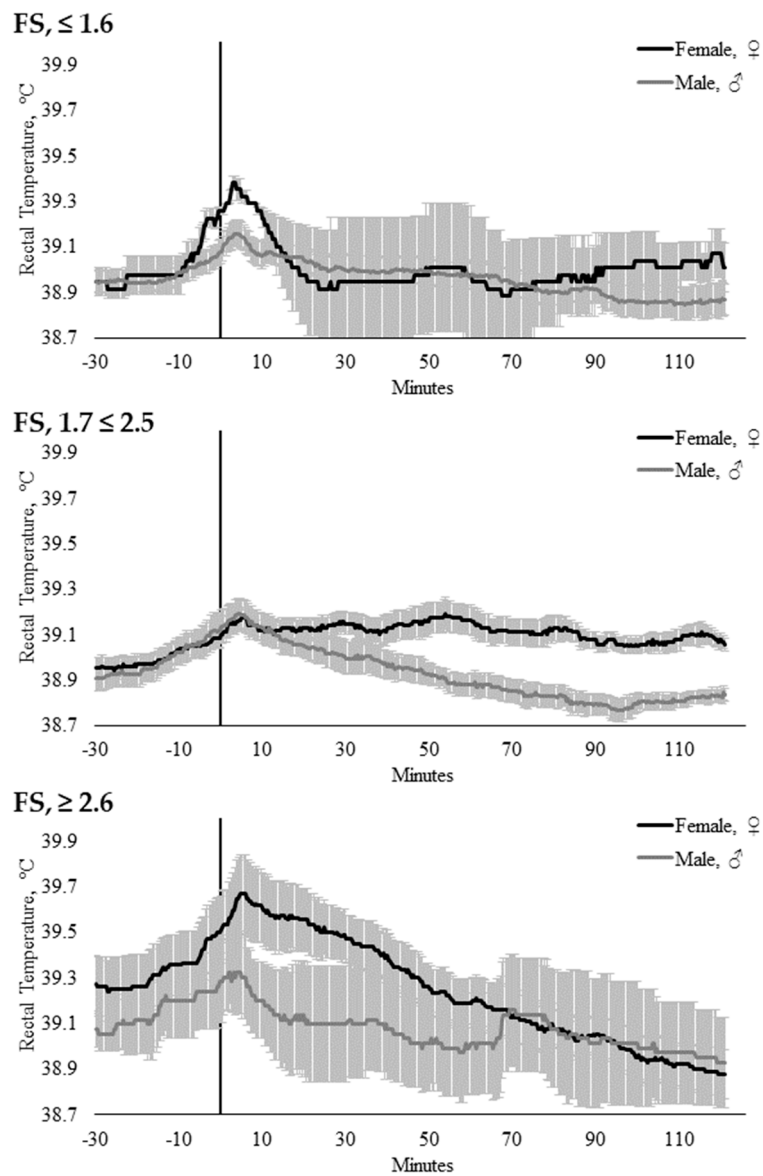 FS, ≤ 1.6
Female, ♀
Male, ♂
Rectal Temperature, °C
39.9
39.7
39.5
39.3
39.1
38.9
38.7
-30 -10 10 30 50 70 90 110
Minutes
FS, 1.7 ≤ 2.5
Female, ♀
Male, ♂
Rectal Temperature, °C
39.9
39.7
39.5
39.3
39.1
38.9
38.7
-30 -10 10 30 50 70 90 110
Minutes
FS, ≥ 2.6
Female, ♀
Male, ♂
Rectal Temperature, °C
39.9
39.7
39.5
39.3
39.1
38.9
38.7
-30 -10 10 30 50 70 90 110
Minutes